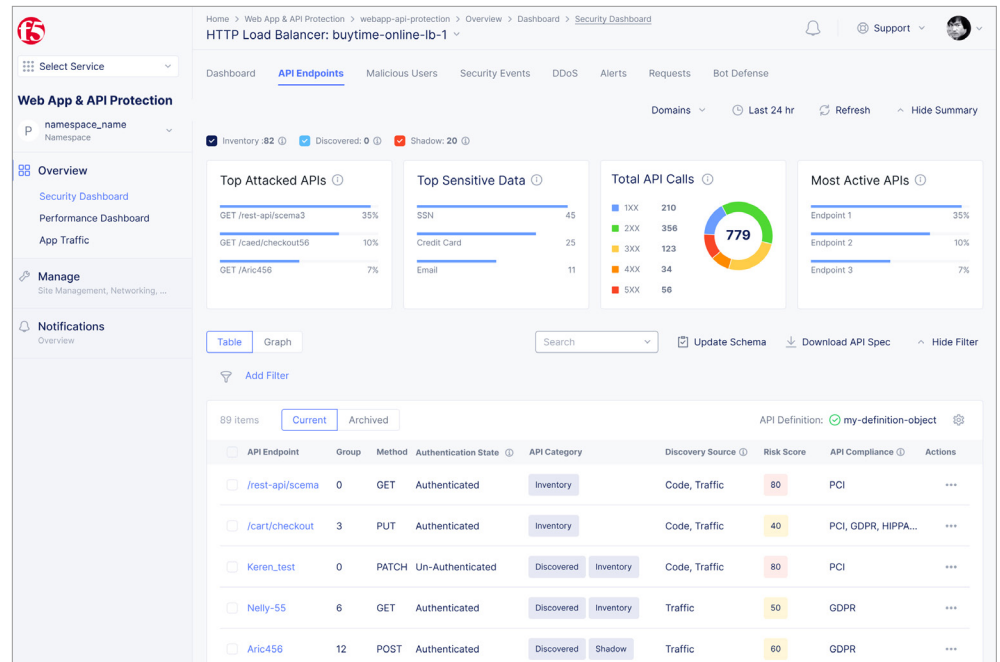 f5
Home > Web App & API Protection > webapp-api-protection > Overview > Dashboard > Security Dashboard
HTTP Load Balancer: buytime-online-lb-1
Support
Select Service
Web App & API Protection
P
namespace_name
Namespace
Overview
Security Dashboard
Performance Dashboard
App Traffic
Manage
Site Management, Networking, ...
Notifications
Overview
Dashboard API Endpoints Malicious Users Security Events DDoS Alerts Requests Bot Defense
Domains Last 24 hr Refresh Hide Summary
Inventory :82 Discovered: 0 Shadow: 20
Top Attacked APIs
GET /rest-api/scema3 35%
GET /caed/checkout56 10%
GET /Aric456 7%
Top Sensitive Data
SSN 45
Credit Card 25
Email 11
Total API Calls
1XX 210
2XX 356
3XX 123
4XX 34
5XX 56
779
Most Active APIs
Endpoint 1 35%
Endpoint 2 10%
Endpoint 3 7%
Table Graph Search Update Schema Download API Spec Hide Filter
Add Filter
89 items Current Archived API Definition: my-definition-object
API Endpoint Group Method Authentication State API Category Discovery Source Risk Score API Compliance Actions
/rest-api/scema 0 GET Authenticated Inventory Code, Traffic 80 PCI
/cart/checkout 3 PUT Authenticated Inventory Code, Traffic 40 PCI, GDPR, HIPPA...
Keren_test 0 PATCH Un-Authenticated Discovered Inventory Code, Traffic 80 PCI
Nelly-55 6 GET Authenticated Discovered Inventory Traffic 50 GDPR
Aric456 12 POST Authenticated Discovered Shadow Traffic 60 GDPR